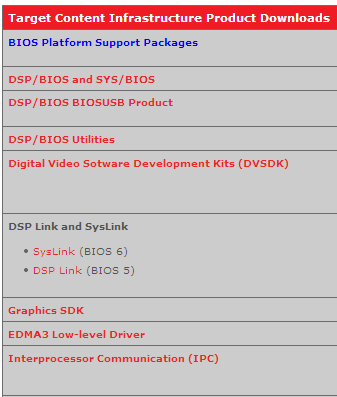 Target Content Infrastructure Product Downloads
BIOS Platform Support Packages
DSP/BIOS and SYS/BIOS
DSP/BIOS BIOSUSB Product
DSP/BIOS Utilities
Digital Video Sotware Development Kits (DVSDK)
DSP Link and SysLink
• SysLink (BIOS 6)
• DSP Link (BIOS 5)
Graphics SDK
EDMA3 Low-level Driver
Interprocessor Communication (IPC)